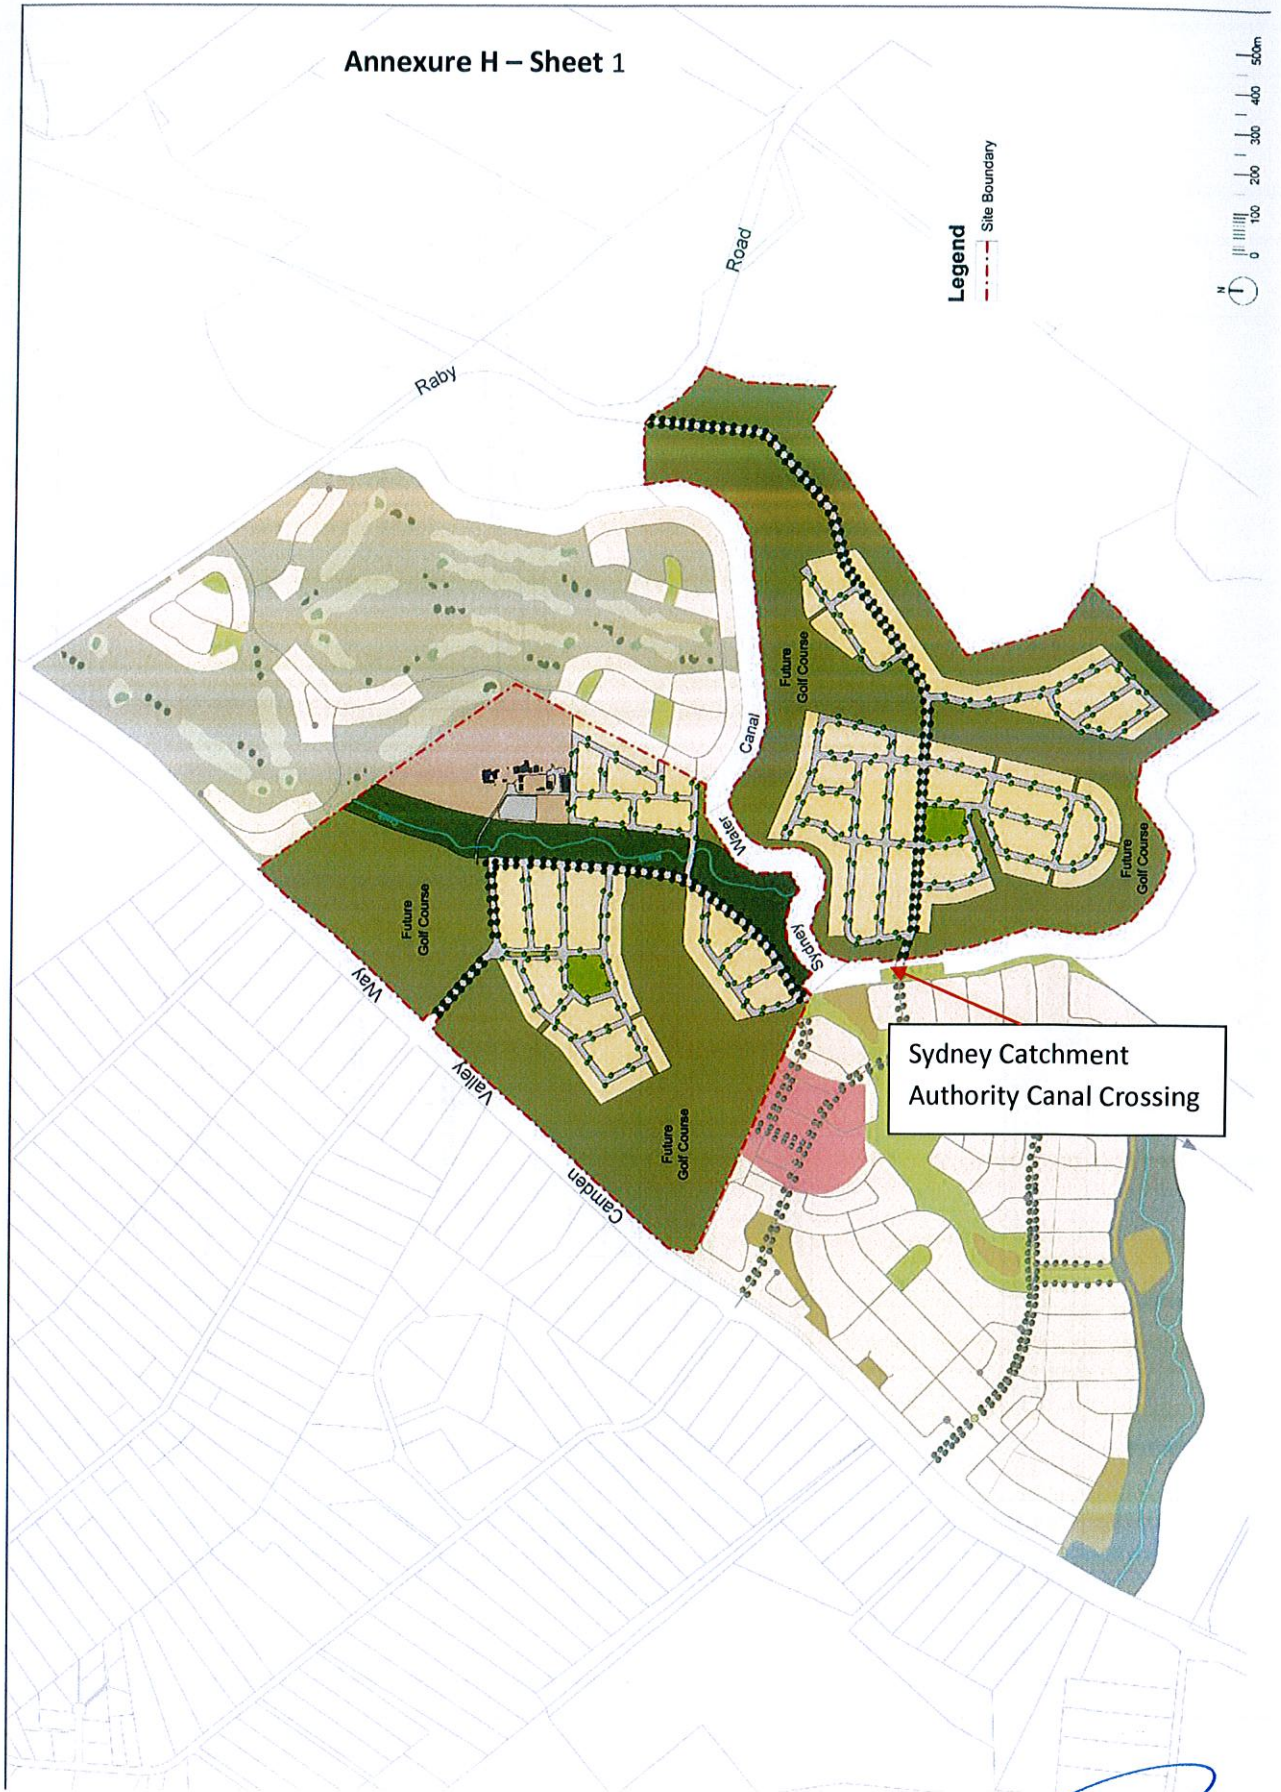 Annexure H – Sheet 1
Road
Raby
Legend
Site Boundary
N
0 100 200 300 400 500m
Future
Golf Course
Canal
Water
Sydney
Future
Golf Course
Future
Golf Course
Way
Valley
Camden
Future
Golf Course
Sydney Catchment
Authority Canal Crossing